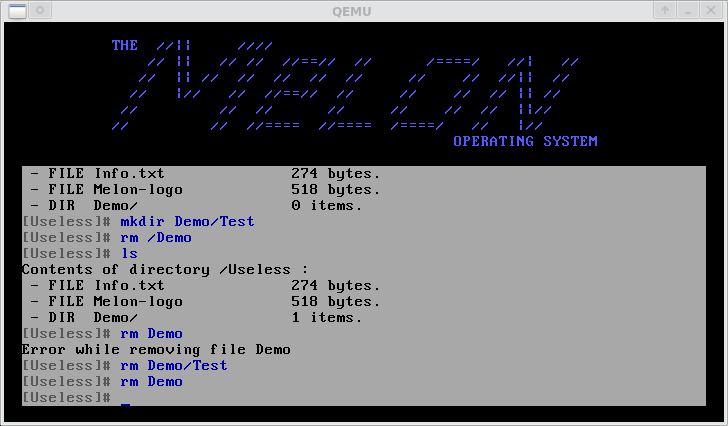 QEMU
THE
MELON
OPERATING SYSTEM
- FILE Info.txt 274 bytes.
- FILE Melon-logo 518 bytes.
- DIR Demo/ 0 items.
[Useless]# mkdir Demo/Test
[Useless]# rm /Demo
[Useless]# ls
Contents of directory /Useless :
- FILE Info.txt 274 bytes.
- FILE Melon-logo 518 bytes.
- DIR Demo/ 1 items.
[Useless]# rm Demo
Error while removing file Demo
[Useless]# rm Demo/Test
[Useless]# rm Demo
[Useless]# _